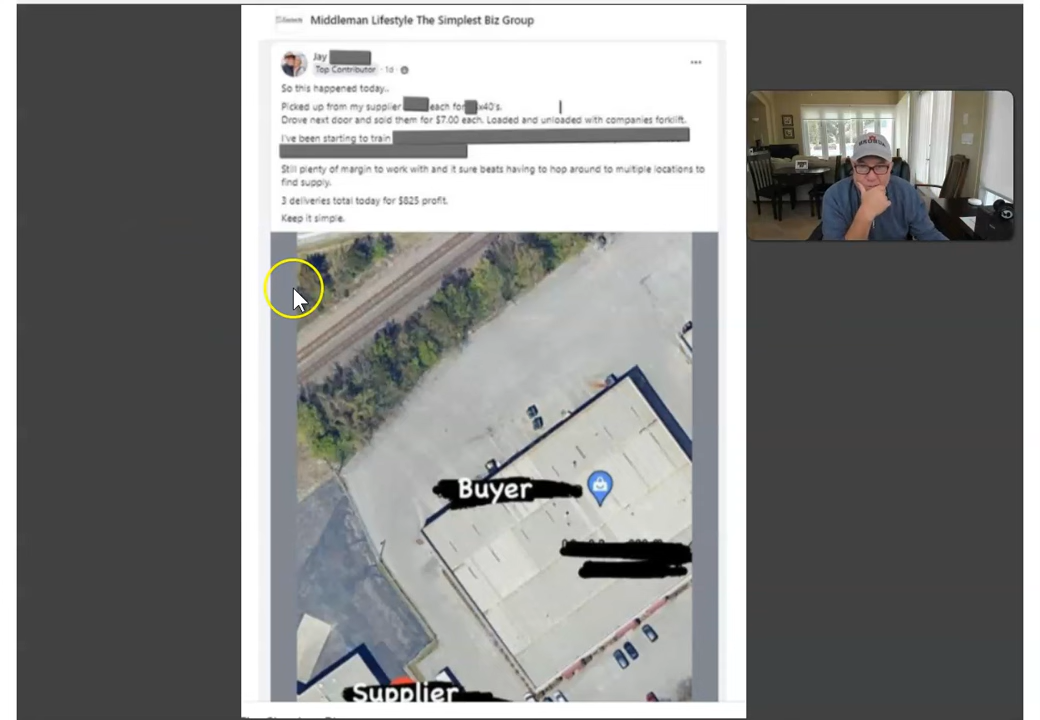 Middleman Lifestyle The Simplest Biz Group
Jay
Top Contributor · 1d ·
So this happened today..
Picked up from my supplier each for x40's.
Drove next door and sold them for $7.00 each. Loaded and unloaded with companies forklift.
I've been starting to train
Still plenty of margin to work with and it sure beats having to hop around to multiple locations to
find supply.
3 deliveries total today for $825 profit.
Keep it simple.
Buyer
Supplier